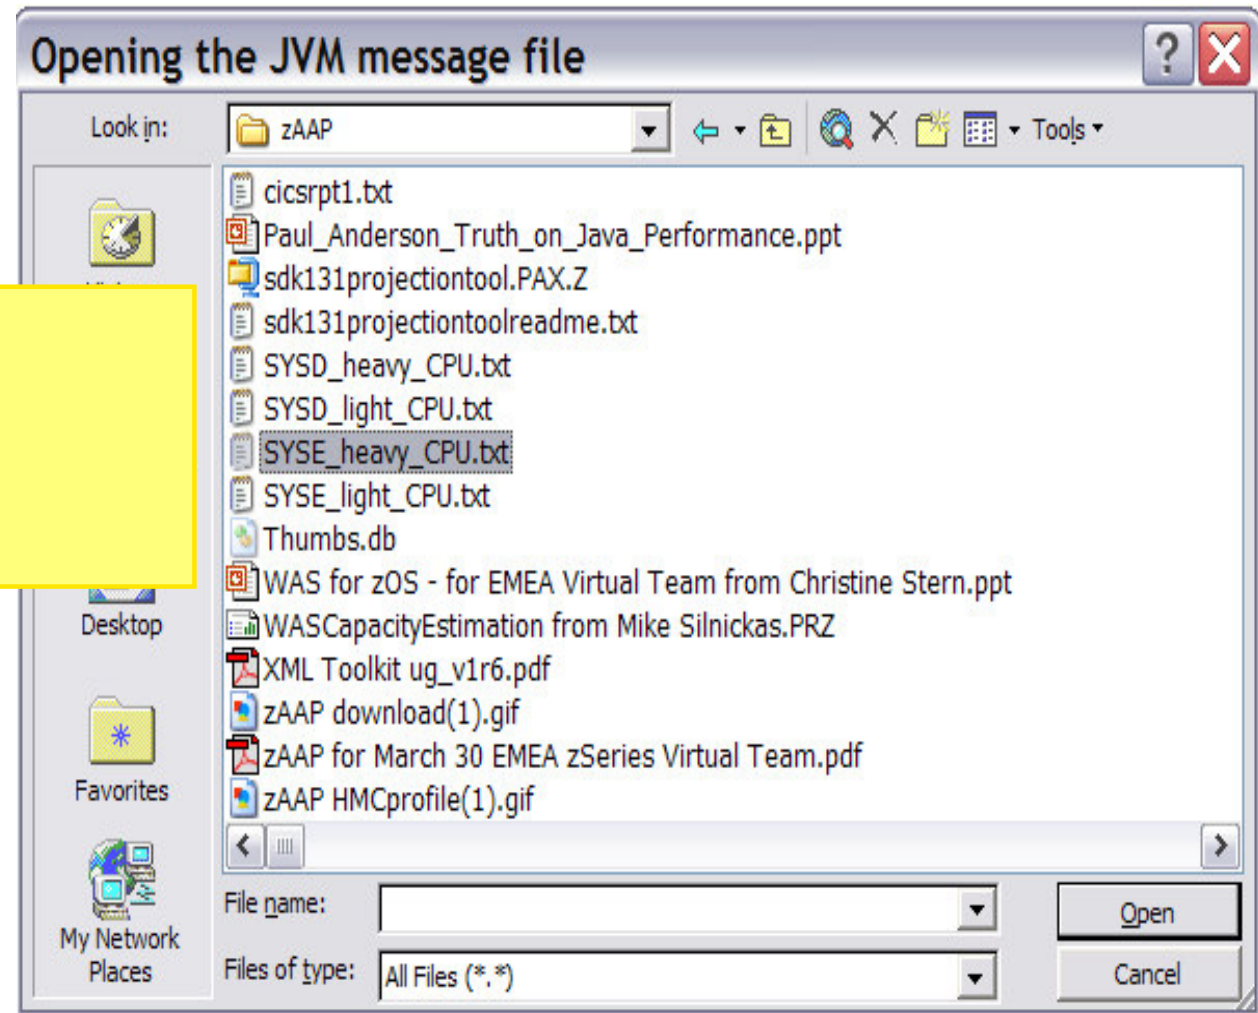 Opening the JVM message file
Look in:
zAAP
Tools
cicsrpt1.txt
Paul_Anderson_Truth_on_Java_Performance.ppt
sdk131projectiontool.PAX.Z
sdk131projectiontoolreadme.txt
SYSD_heavy_CPU.txt
SYSD_light_CPU.txt
SYSE_heavy_CPU.txt
SYSE_light_CPU.txt
Thumbs.db
WAS for zOS - for EMEA Virtual Team from Christine Stern.ppt
WASCapacityEstimation from Mike Silnickas.PRZ
XML Toolkit ug_v1r6.pdf
zAAP download(1).gif
zAAP for March 30 EMEA zSeries Virtual Team.pdf
zAAP HMCprofile(1).gif
Desktop
Favorites
My Network
Places
File name:
Open
Files of type:
All Files (*.*)
Cancel